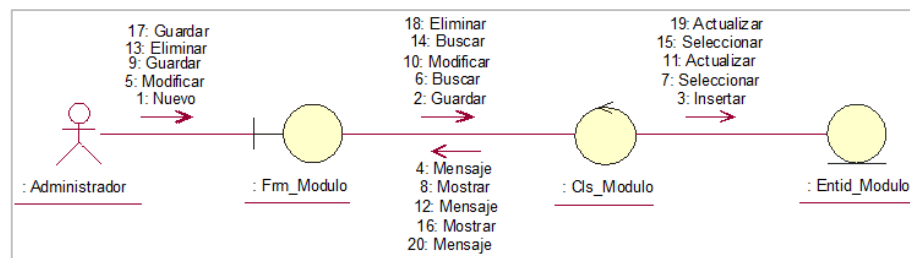 17: Guardar
13: Eliminar
9: Guardar
5: Modificar
1: Nuevo
18: Eliminar
14: Buscar
10: Modificar
6: Buscar
2: Guardar
19: Actualizar
15: Seleccionar
11: Actualizar
7: Seleccionar
3: Insertar
4: Mensaje
8: Mostrar
12: Mensaje
16: Mostrar
20: Mensaje
: Administrador
: Frm_Modulo
: Cls_Modulo
: Entid_Modulo